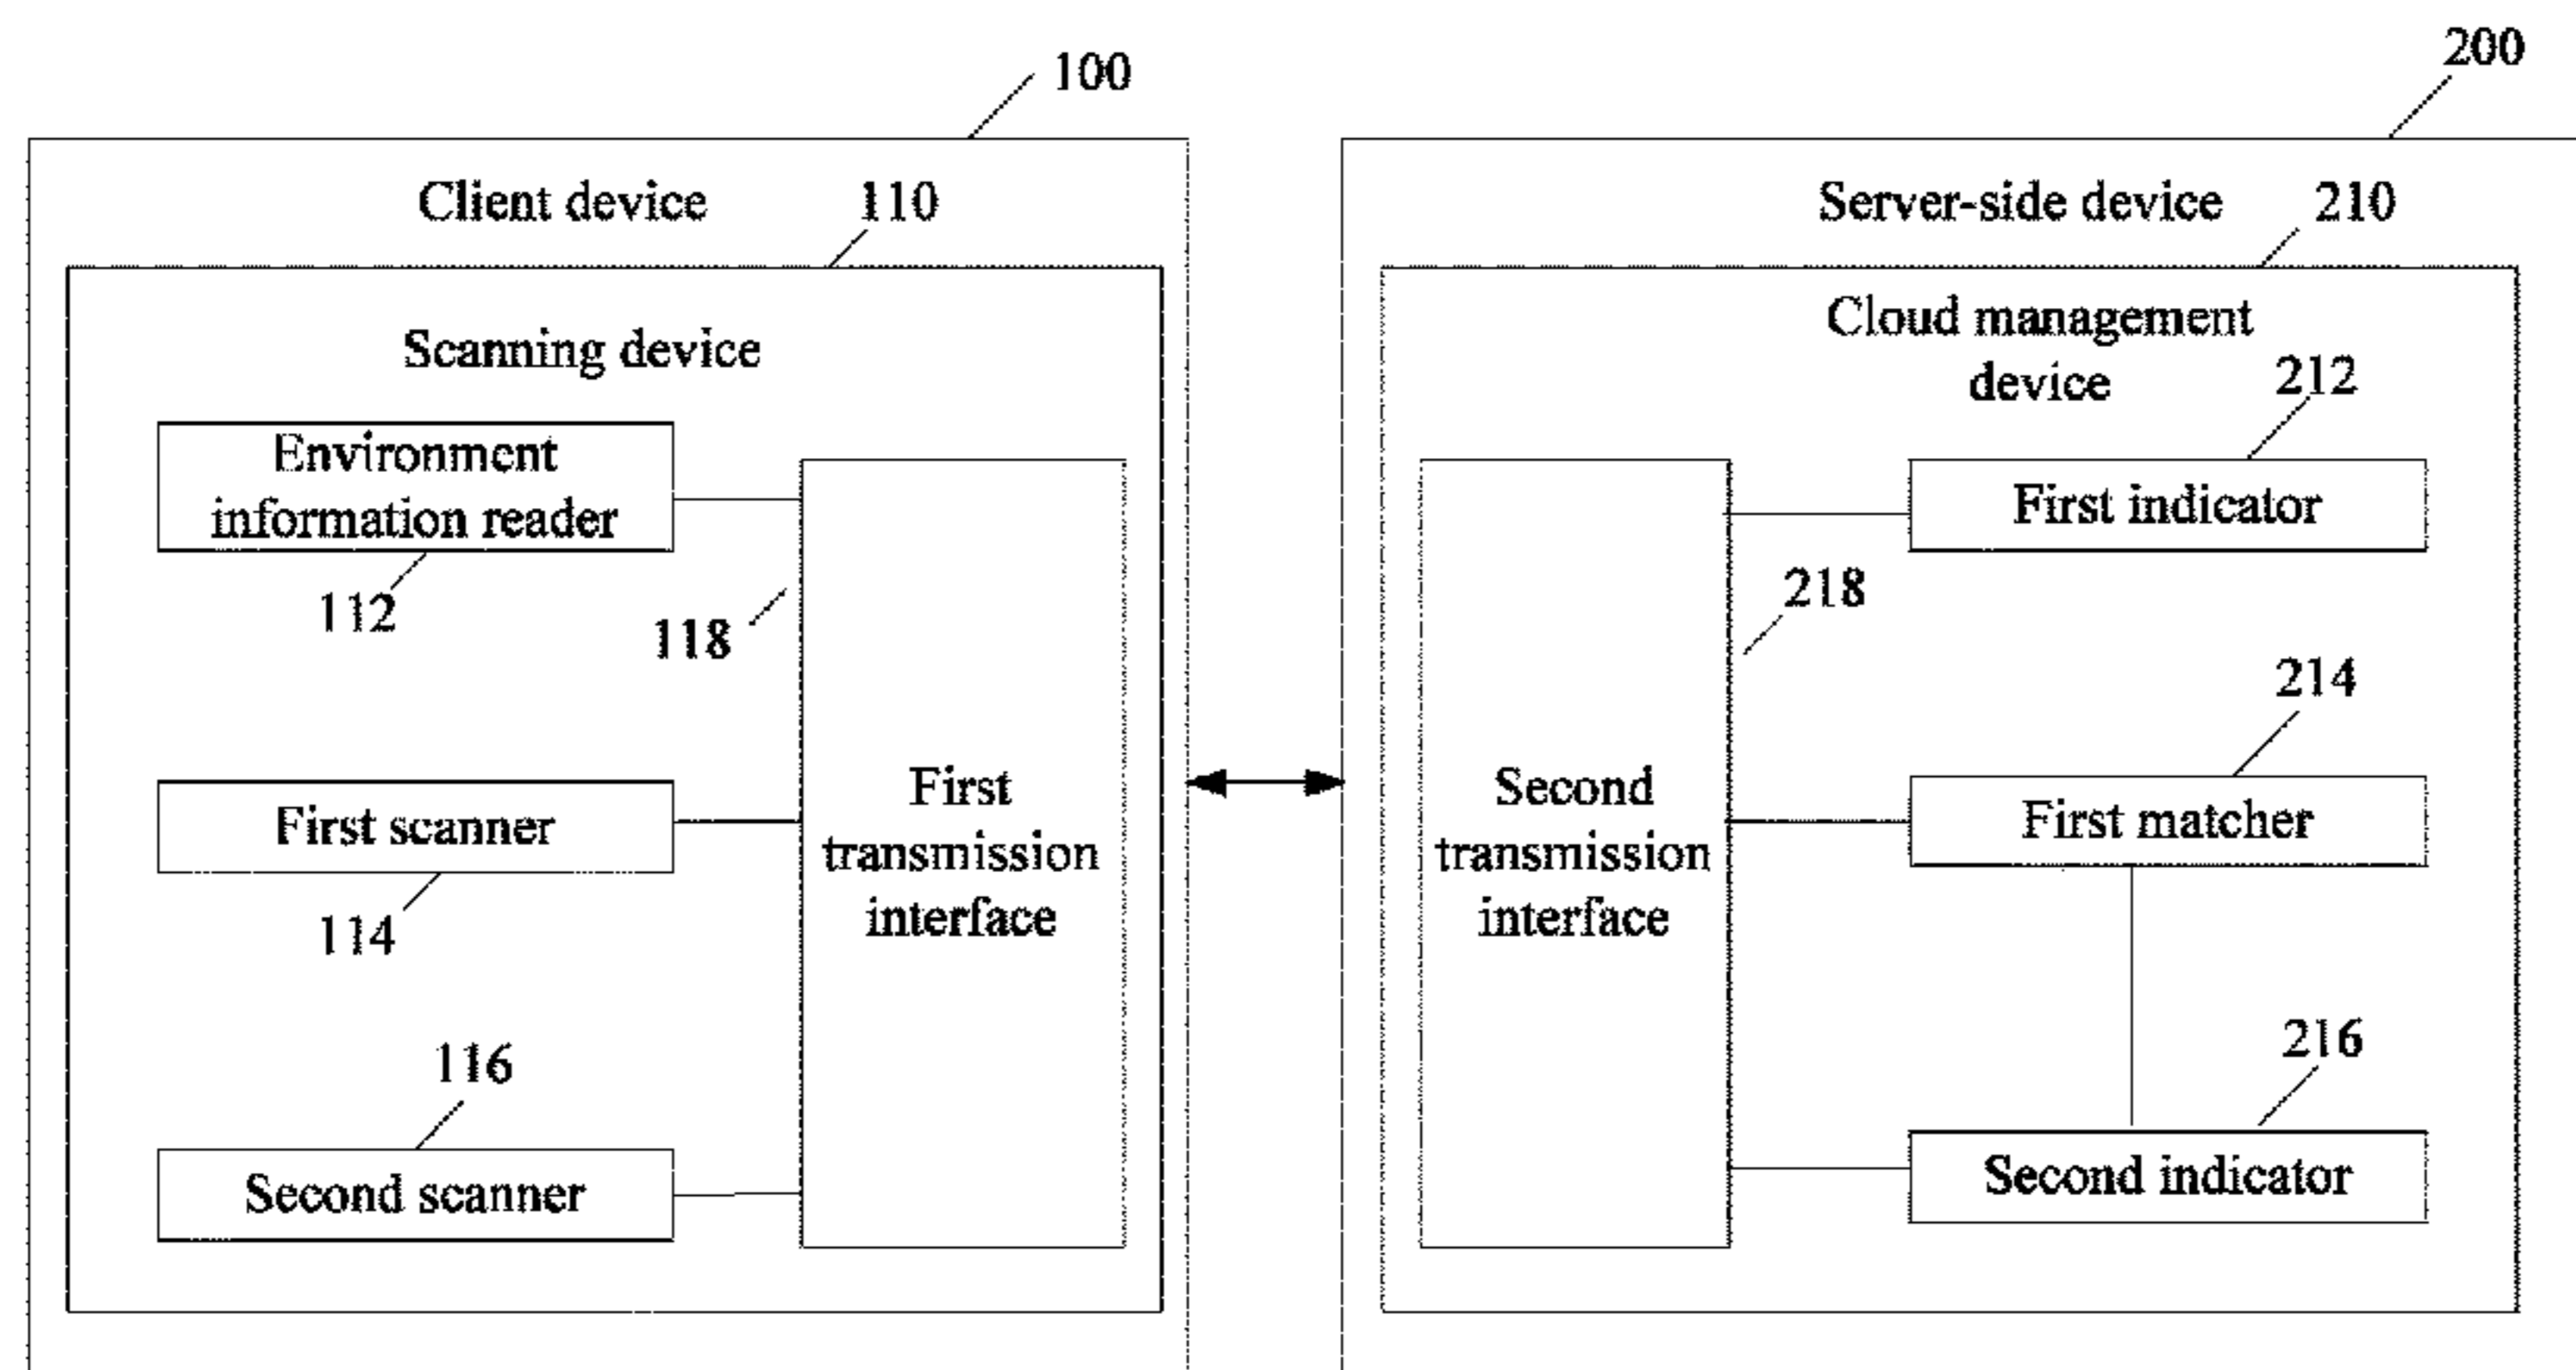 100
200
Client device
110
Server-side device
210
Scanning device
Cloud management
device
212
Environment
information reader
112
118
First indicator
218
214
First scanner
114
First
transmission
interface
Second
transmission
interface
First matcher
116
Second scanner
216
Second indicator